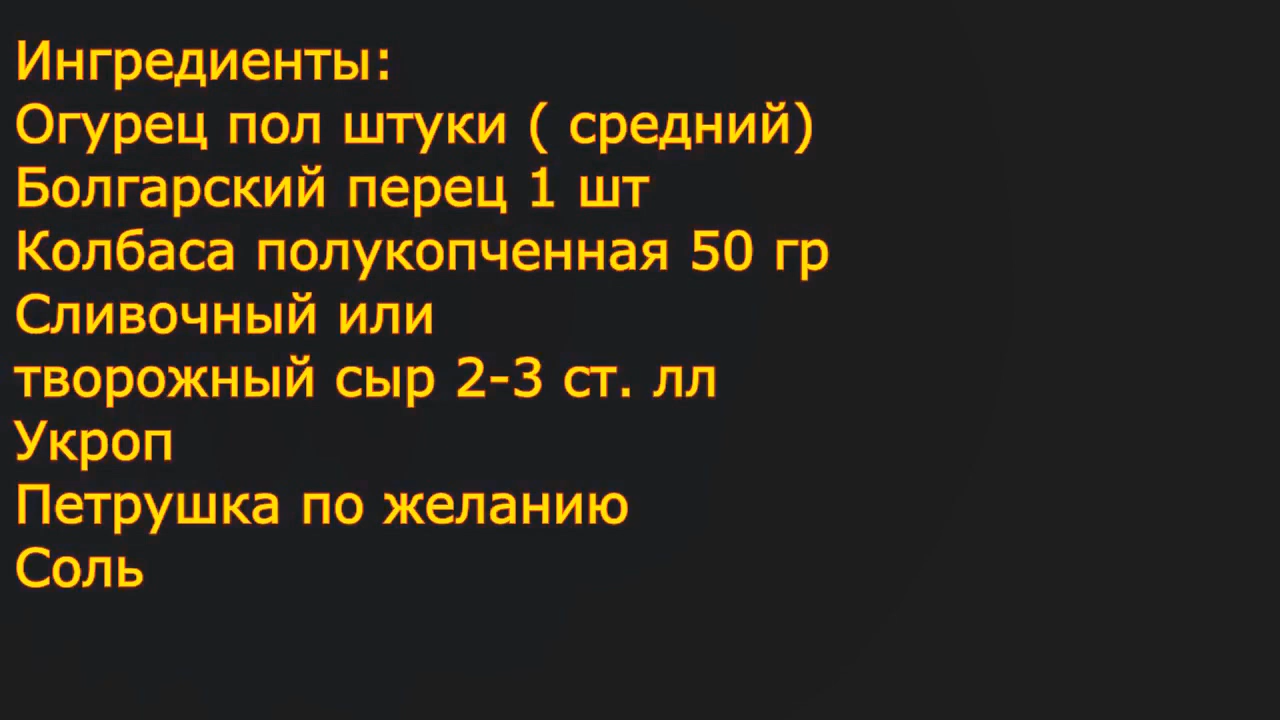 Ингредиенты:
Огурец пол штуки ( средний)
Болгарский перец 1 шт
Колбаса полукопченная 50 гр
Сливочный или
творожный сыр 2-3 ст. лл
Укроп
Петрушка по желанию
Соль